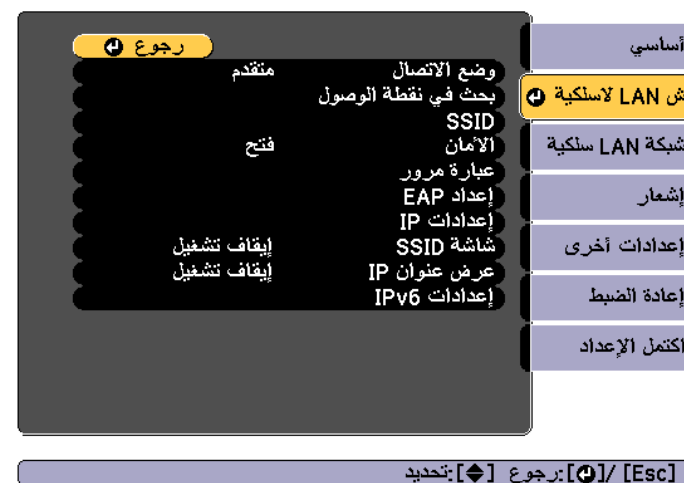 أساسي
ش LAN لاسلكية
شبكة LAN سلكية
إشعار
إعدادات أخرى
إعادة الضبط
اكتمل الإعداد
رجوع
وضع الاتصال متقدم
بحث في نقطة الوصول
SSID
الأمان فتح
عبارة مرور
إعداد EAP
إعدادات IP
شاشة SSID إيقاف تشغيل
عرض عنوان IP إيقاف تشغيل
إعدادات IPv6
[Esc] /[]:رجوع []:تحديد